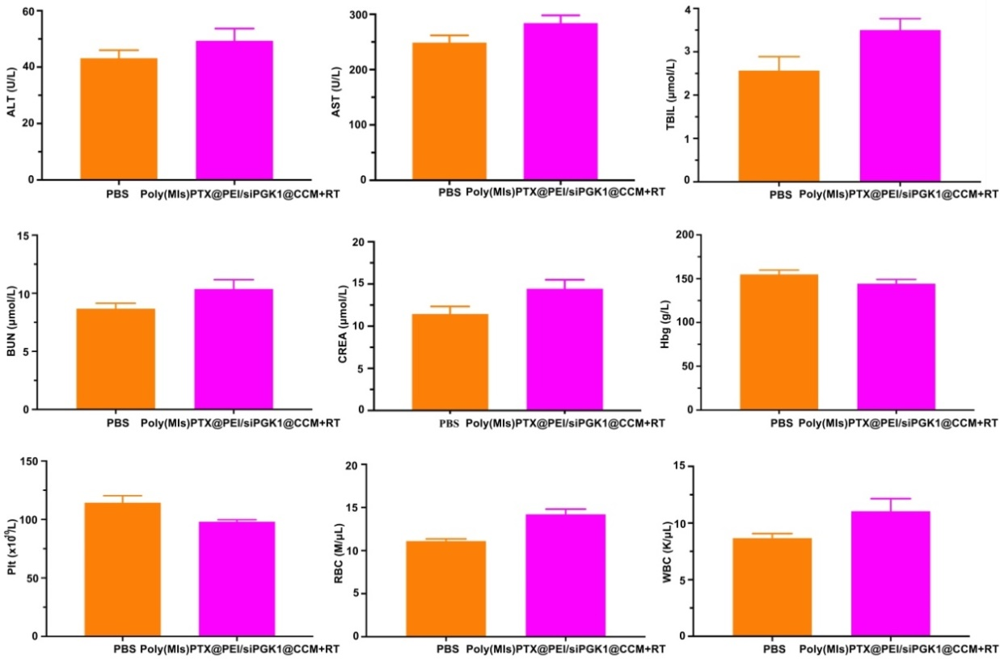 ALT (U/L)
60
40
20
0
PBS Poly(MIs)PTX@PEI/siPGK1@CCM+RT
AST (U/L)
300
200
100
0
PBS Poly(MIs)PTX@PEI/siPGK1@CCM+RT
TBIL (μmol/L)
4
3
2
1
0
PBS Poly(MIs)PTX@PEI/siPGK1@CCM+RT
BUN (μmol/L)
15
10
5
0
PBS Poly(MIs)PTX@PEI/siPGK1@CCM+RT
CREA (μmol/L)
20
15
10
5
0
PBS Poly(MIs)PTX@PEI/siPGK1@CCM+RT
Hbg (g/L)
200
150
100
50
0
PBS Poly(MIs)PTX@PEI/siPGK1@CCM+RT
Plt (x10⁹/L)
150
100
50
0
PBS Poly(MIs)PTX@PEI/siPGK1@CCM+RT
RBC (M/μL)
20
15
10
5
0
PBS Poly(MIs)PTX@PEI/siPGK1@CCM+RT
WBC (K/μL)
15
10
5
0
PBS Poly(MIs)PTX@PEI/siPGK1@CCM+RT